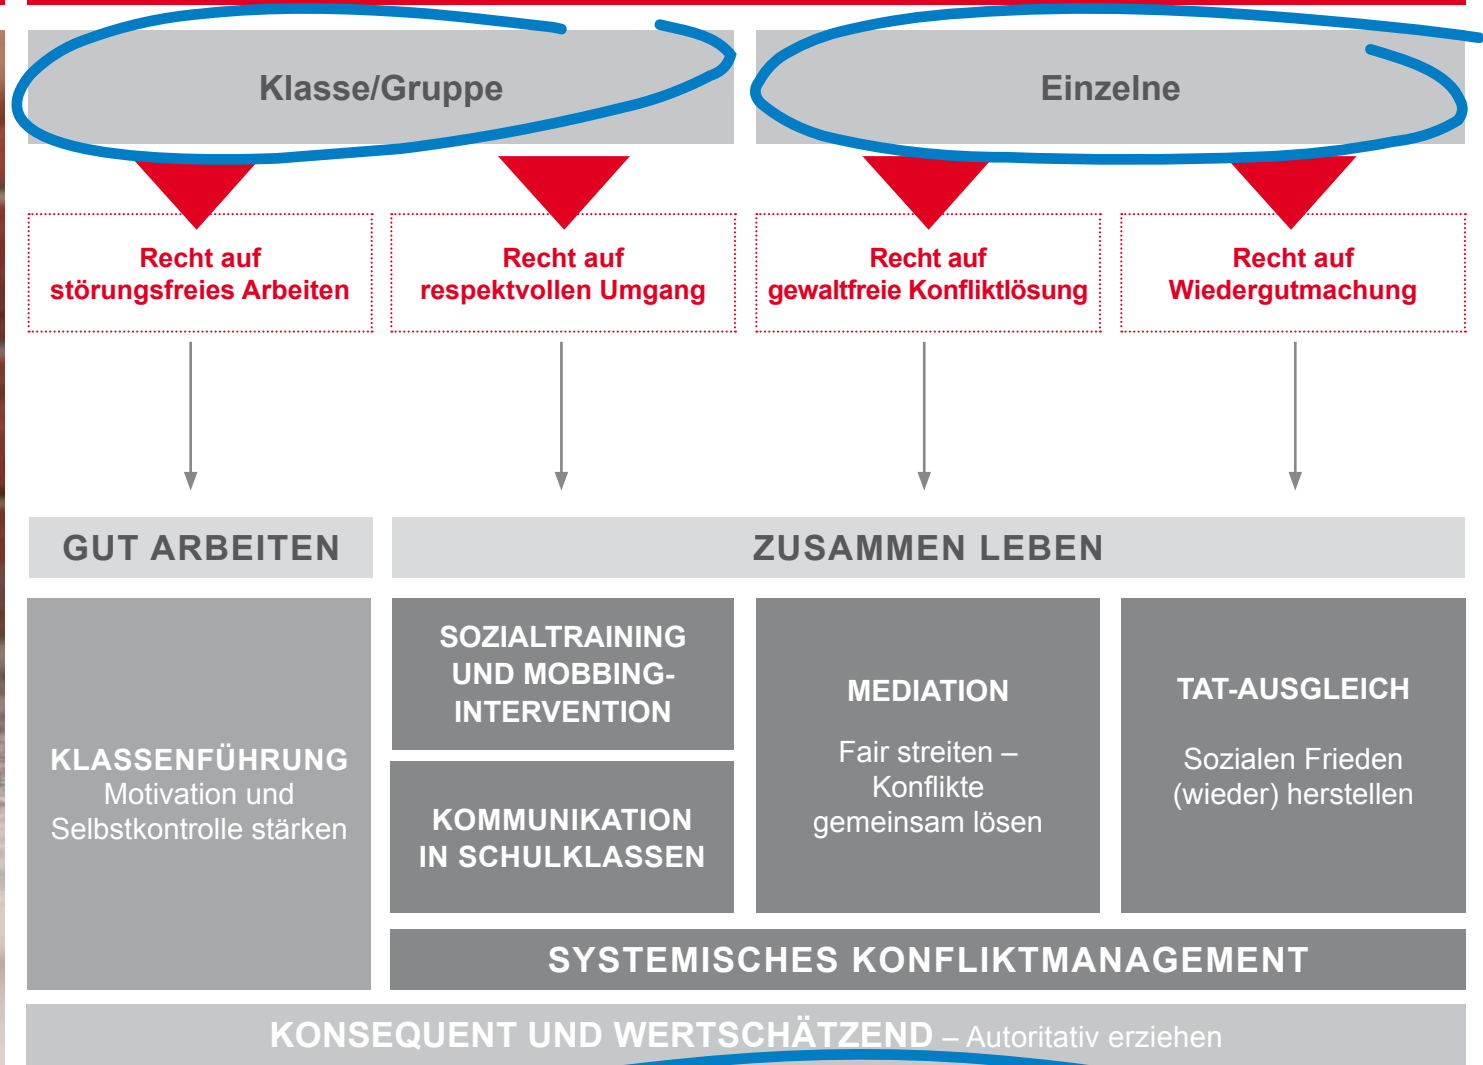 Klasse/Gruppe
Einzelne
Recht auf
störungsfreies Arbeiten
Recht auf
respektvollen Umgang
Recht auf
gewaltfreie Konfliktlösung
Recht auf
Wiedergutmachung
GUT ARBEITEN
ZUSAMMEN LEBEN
KLASSENFÜHRUNG
Motivation und
Selbstkontrolle stärken
SOZIALTRAINING
UND MOBBING-
INTERVENTION
KOMMUNIKATION
IN SCHULKLASSEN
MEDIATION
Fair streiten –
Konflikte
gemeinsam lösen
TAT-AUSGLEICH
Sozialen Frieden
(wieder) herstellen
SYSTEMISCHES KONFLIKTMANAGEMENT
KONSEQUENT UND WERTSCHÄTZEND – Autoritativ erziehen